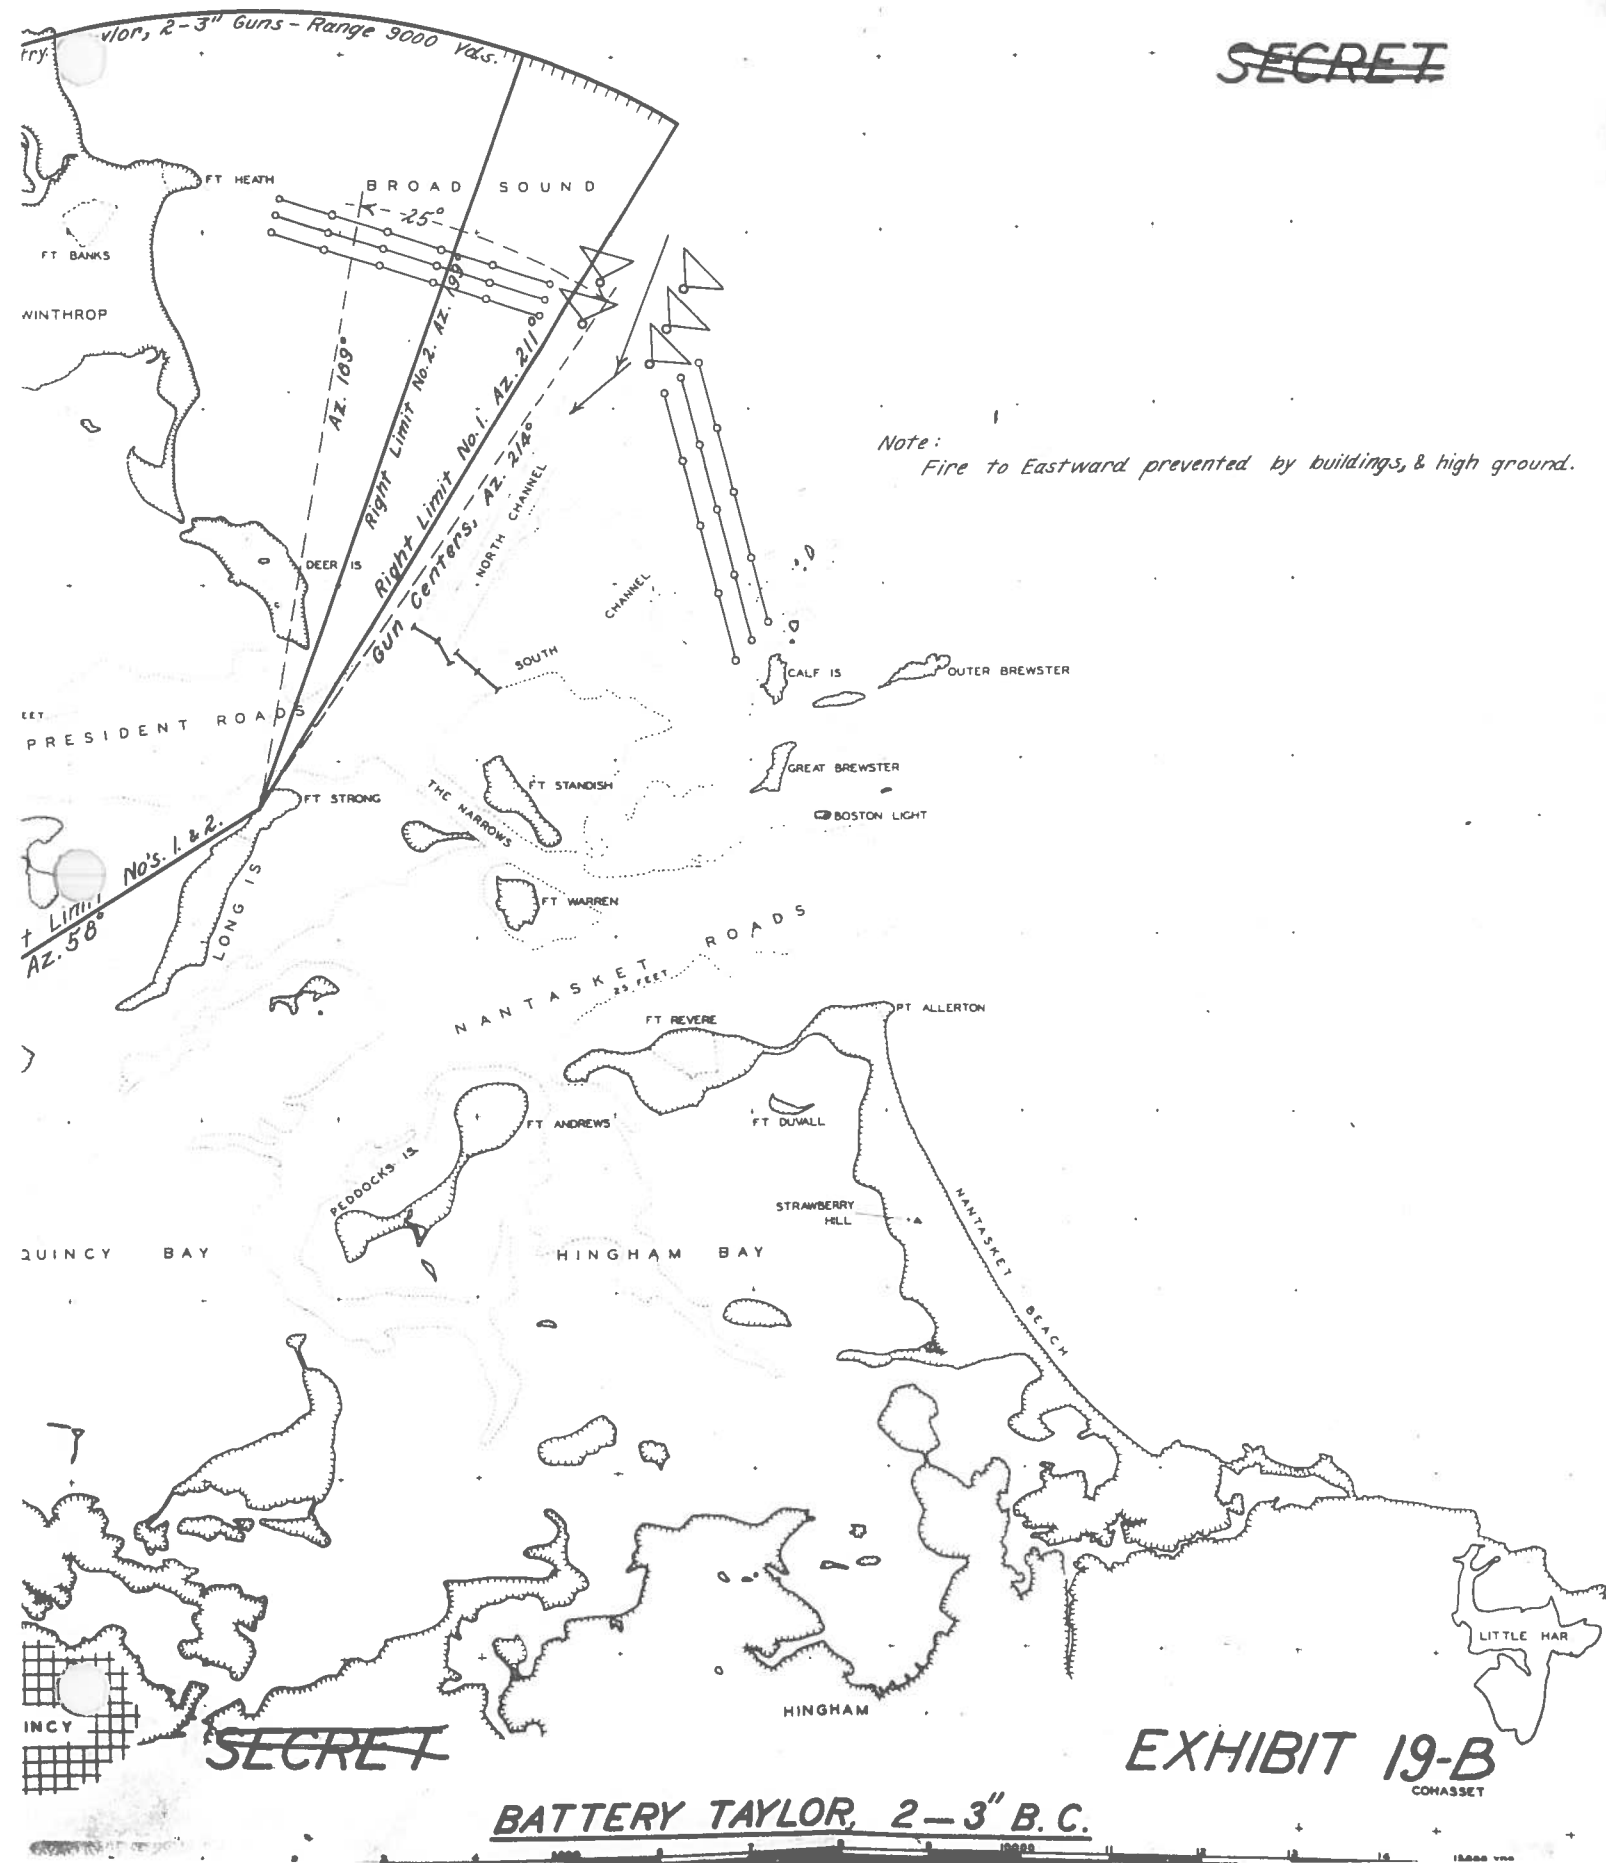 vlor, 2-3" Guns - Range 9000 Yds.
try.
SECRET
FT HEATH
BROAD SOUND
25°
FT BANKS
WINTHROP
Az. 189°
Right Limit No. 2. Az. 199°
Right Limit No. 1. Az. 211°
Gun Centers, Az. 214°
NORTH CHANNEL
Note:
Fire to Eastward prevented by buildings, & high ground.
DEER IS
CHANNEL
SOUTH
CALF IS
OUTER BREWSTER
EET
PRESIDENT ROADS
GREAT BREWSTER
FT STANDISH
FT STRONG
THE NARROWS
BOSTON LIGHT
t Limit No's. 1. & 2.
Az. 58°
LONG IS
FT WARREN
NANTASKET ROADS
25 FEET
FT REVERE
PT ALLERTON
FT ANDREWS
FT DUVALL
PEDDOCKS IS
STRAWBERRY
HILL
NANTASKET BEACH
QUINCY BAY
HINGHAM BAY
LITTLE HAR
HINGHAM
INCY
SECRET
EXHIBIT 19-B
COHASSET
BATTERY TAYLOR, 2-3" B.C.